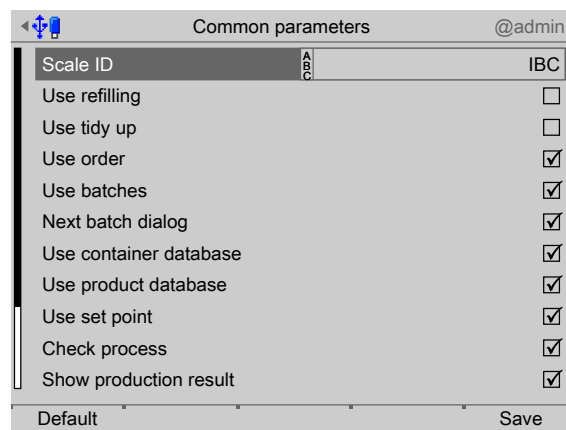 Common parameters @admin
Scale ID ABC IBC
Use refilling
Use tidy up
Use order
Use batches
Next batch dialog
Use container database
Use product database
Use set point
Check process
Show production result
Default Save